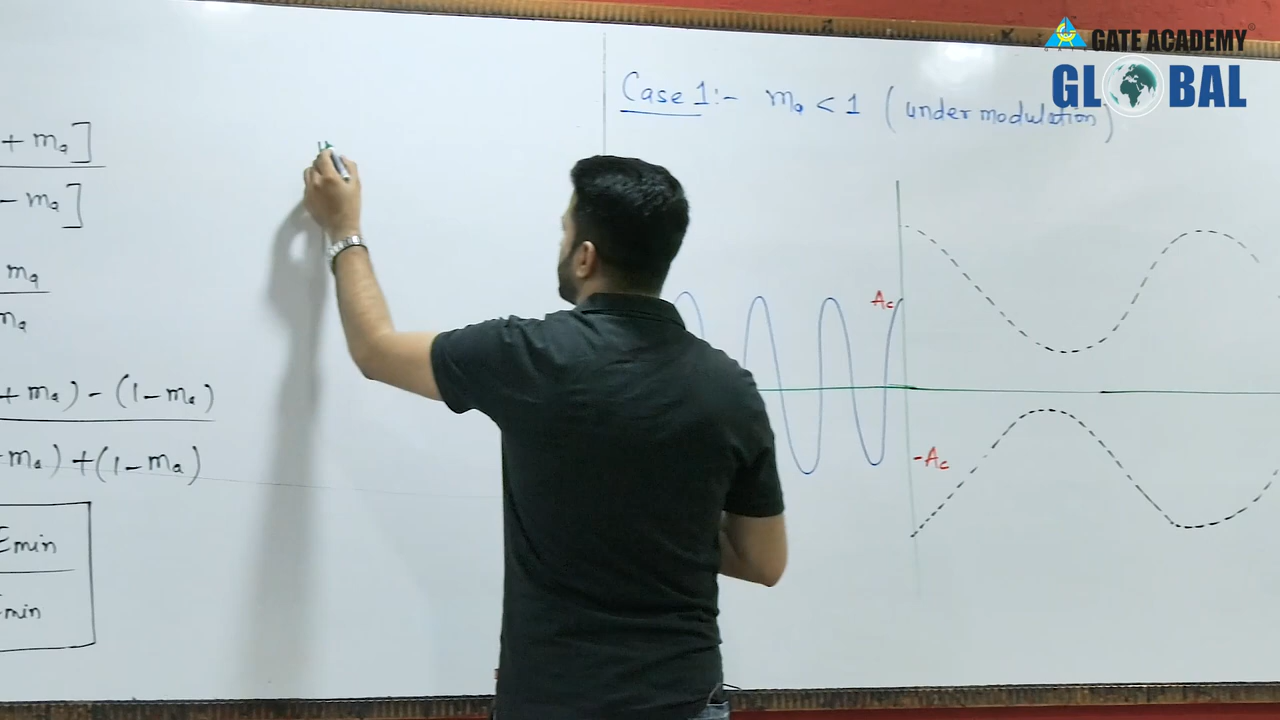 + ma]
- ma]
ma
ma
+ ma) - (1-ma)
ma) + (1-ma)
Emin
min
Case 1:- ma < 1 (under modulation)
Ac
-Ac
GATE ACADEMY
GLOBAL